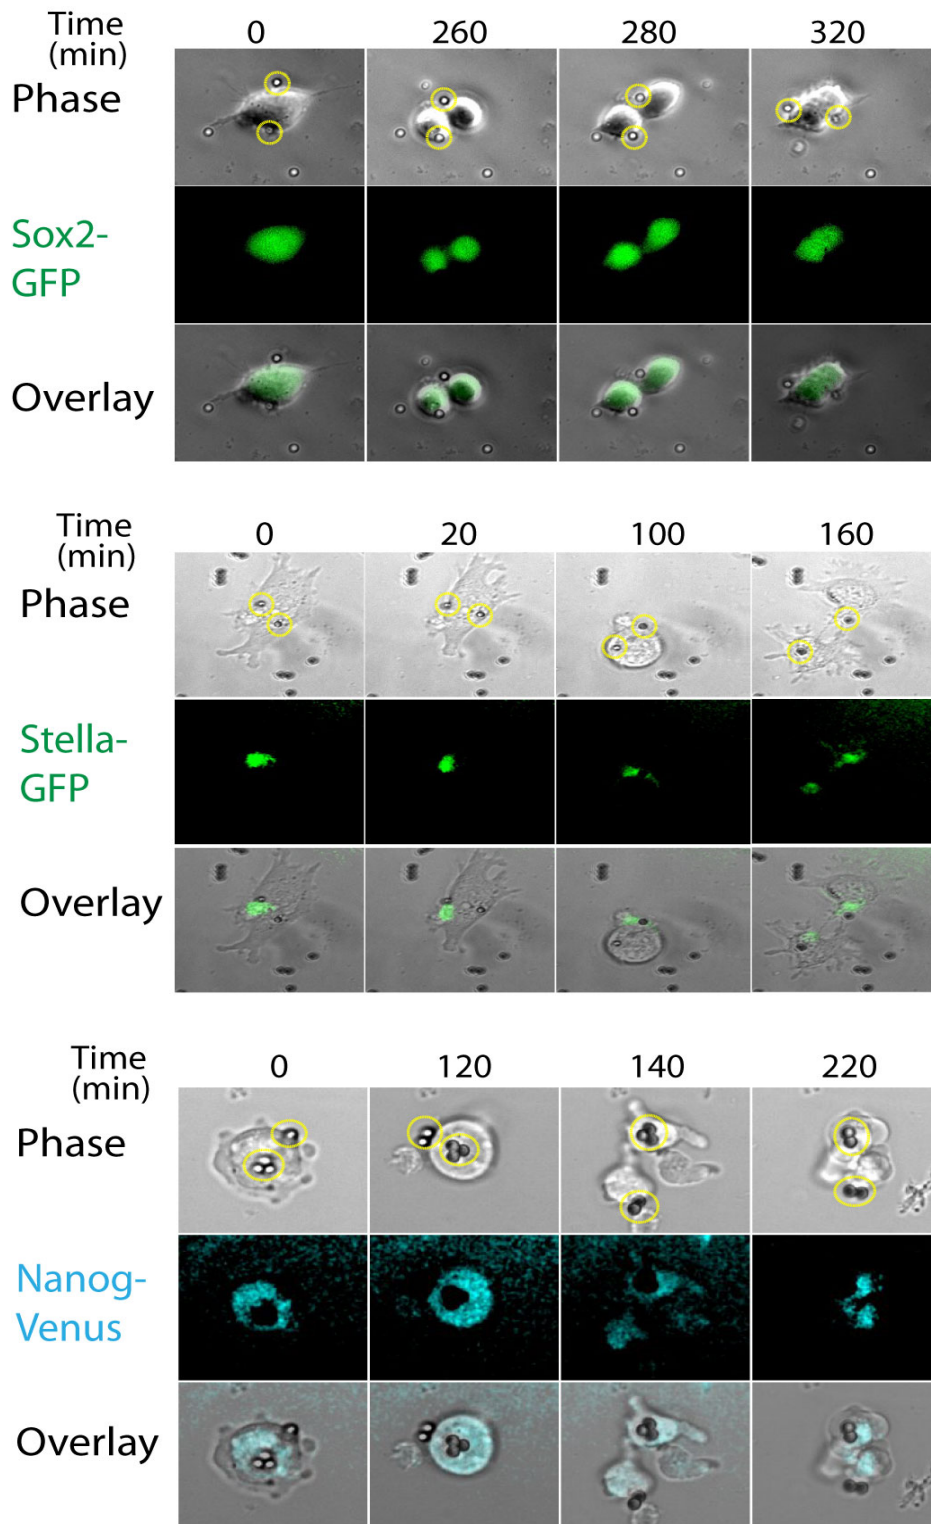 Time
(min)
0 260 280 320
Phase
Sox2-
GFP
Overlay
Time
(min)
0 20 100 160
Phase
Stella-
GFP
Overlay
Time
(min)
0 120 140 220
Phase
Nanog-
Venus
Overlay